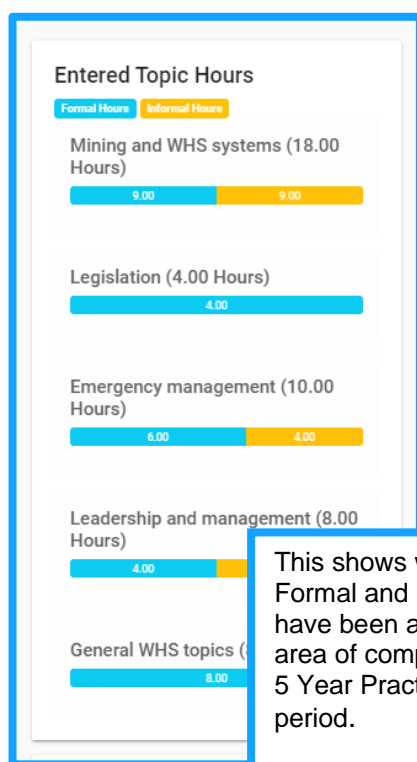 Entered Topic Hours
Formal Hours Informal Hours
Mining and WHS systems (18.00
Hours)
9.00 9.00
Legislation (4.00 Hours)
4.00
Emergency management (10.00
Hours)
6.00 4.00
Leadership and management (8.00
Hours)
4.00
General WHS topics (
8.00
This shows
Formal and
have been
area of
5 Year
period.